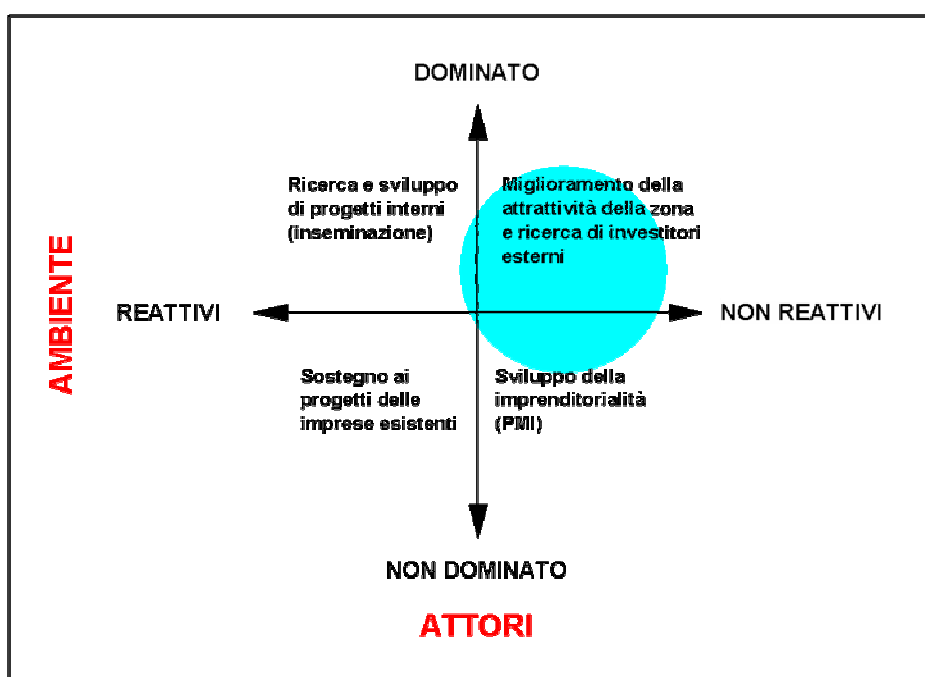 DOMINATO
Ricerca e sviluppo
di progetti interni
(inseminazione)
Miglioramento della
attrattività della zona
e ricerca di investitori
esterni
AMBIENTE
REATTIVI
NON REATTIVI
Sostegno ai
progetti delle
imprese esistenti
Sviluppo della
imprenditorialità
(PMI)
NON DOMINATO
ATTORI